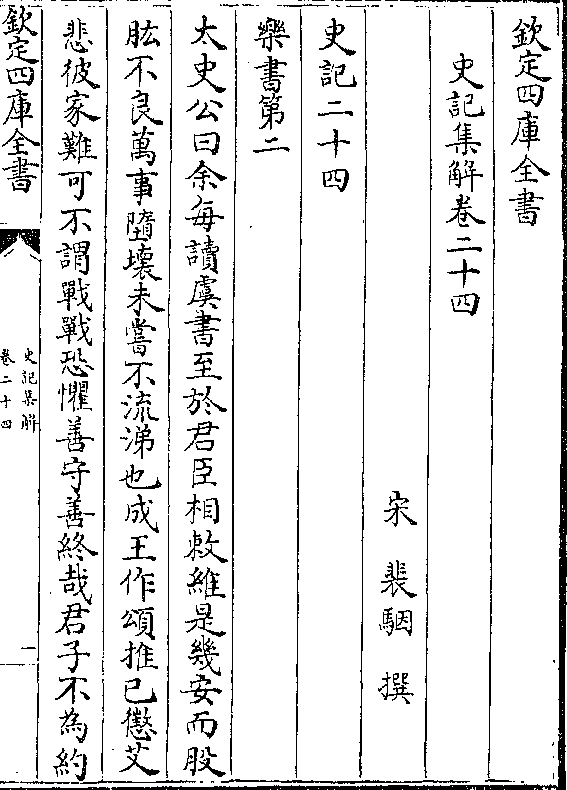 欽定四庫全書
史記集解卷二十四
宋 裴駰 撰
史記二十四
樂書第二
太史公曰余每讀虞書至於君臣相敕維是幾安而股
肱不良萬事墮壞未嘗不流涕也成王作頌推己懲艾
悲彼家難可不謂戰戰恐懼善守善終哉君子不為約
欽定四庫全書
史記集解
卷二十四
一